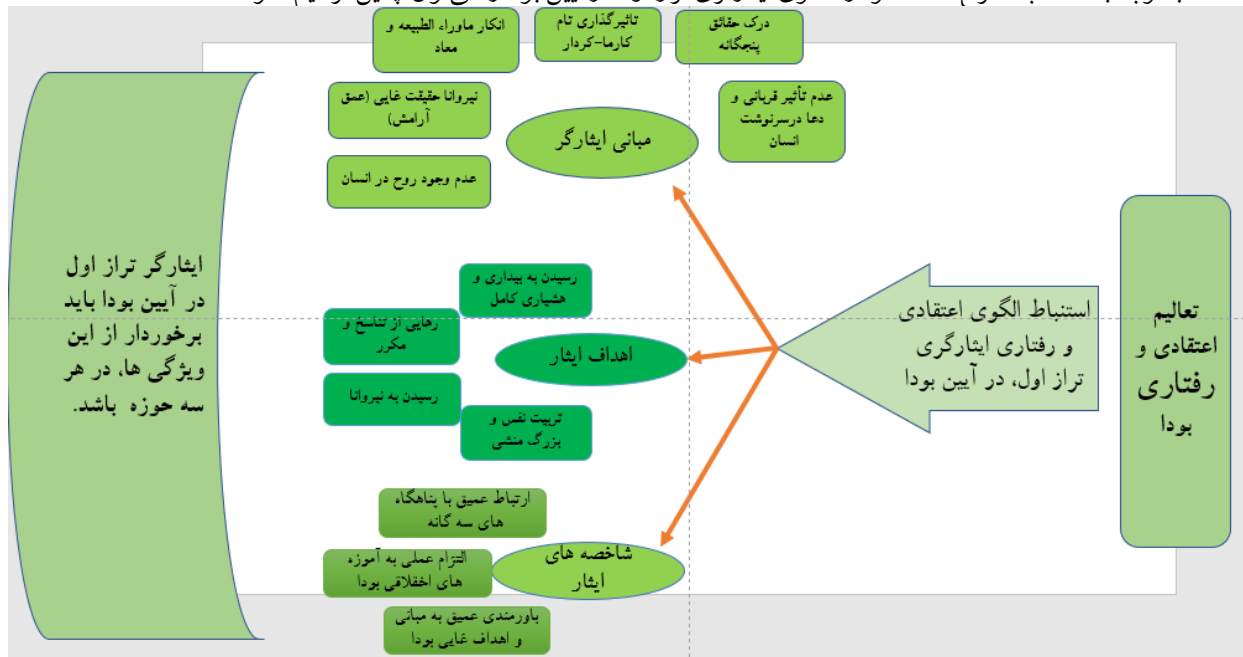 انکار ماوراء الطبیعه و
معاد
تاثیرگذاری تام
کارما-کردار
درک حقائق
پنجگانه
نیروانا حقیقت غایی (عمق
آرامش)
عدم تأثیر قربانی و
دعا درسرنوشت
انسان
عدم وجود روح در انسان
مبانی ایثارگر
تعالیم
اعتقادی و
رفتاری
بودا
استنباط الگوی اعتقادی
و رفتاری ایثارگری
تراز اول، در آیین بودا
رسیدن به بیداری و
هشیاری کامل
رهایی از تناسخ و
مکرر
اهداف ایثار
رسیدن به نیروانا
تربیت نفس و
بزرگ منشی
ارتباط عمیق با پناهگاه
های سه گانه
شاخصه های
ایثار
التزام عملی به آموزه
های اخقلاقی بودا
باورمندی عمیق به مبانی
و اهداف غایی بودا
ایثارگر تراز اول
در آیین بودا باید
برخوردار از این
ویژگی ها، در هر
سه حوزه باشد.